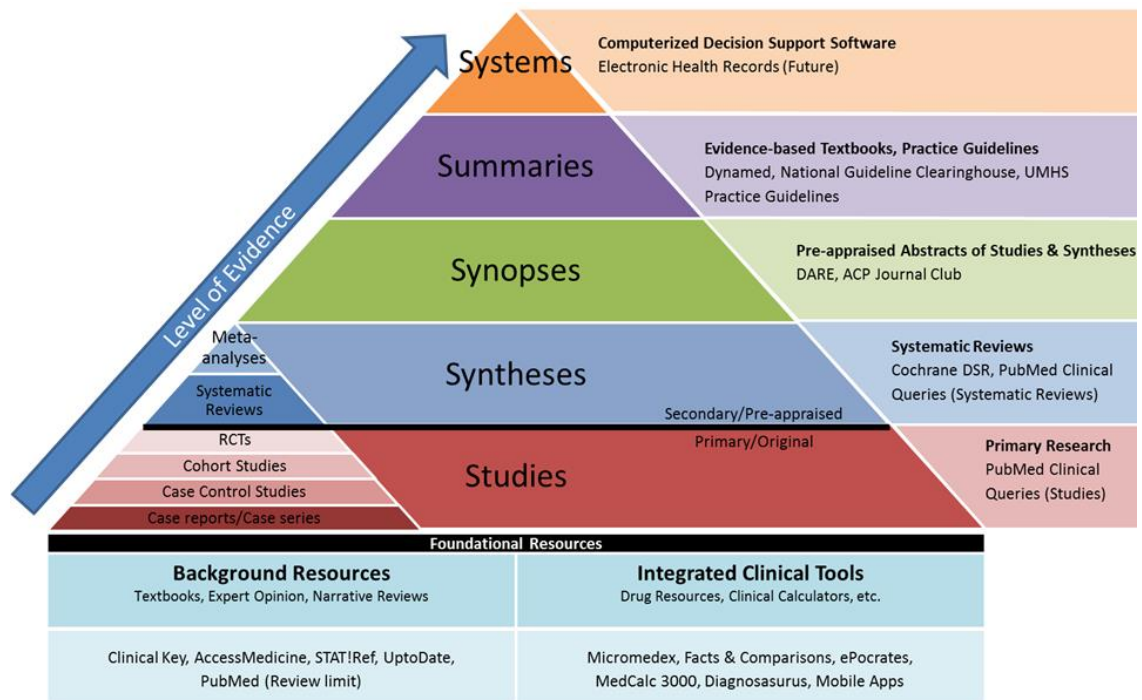 Systems
Computerized Decision Support Software
Electronic Health Records (Future)
Level of Evidence
Summaries
Evidence-based Textbooks, Practice Guidelines
Dynamed, National Guideline Clearinghouse, UMHS
Practice Guidelines
Synopses
Pre-appraised Abstracts of Studies & Syntheses
DARE, ACP Journal Club
Meta-
analyses
Systematic
Reviews
Syntheses
Systematic Reviews
Cochrane DSR, PubMed Clinical
Queries (Systematic Reviews)
Secondary/Pre-appraised
Primary/Original
RCTs
Cohort Studies
Case Control Studies
Case reports/Case series
Studies
Primary Research
PubMed Clinical
Queries (Studies)
Foundational Resources
Background Resources
Textbooks, Expert Opinion, Narrative Reviews
Integrated Clinical Tools
Drug Resources, Clinical Calculators, etc.
Clinical Key, AccessMedicine, STAT!Ref, UptoDate,
PubMed (Review limit)
Micromedex, Facts & Comparisons, ePocrates,
MedCalc 3000, Diagnosaurus, Mobile Apps